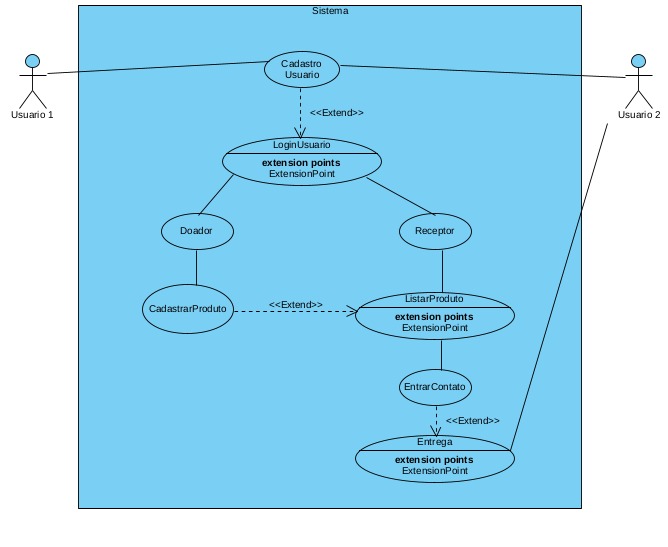 Sistema
Cadastro
Usuario
Usuario 1
Usuario 2
<<Extend>>
LoginUsuario
extension points
ExtensionPoint
Doador
Receptor
CadastrarProduto
<<Extend>>
ListarProduto
extension points
ExtensionPoint
EntrarContato
<<Extend>>
Entrega
extension points
ExtensionPoint